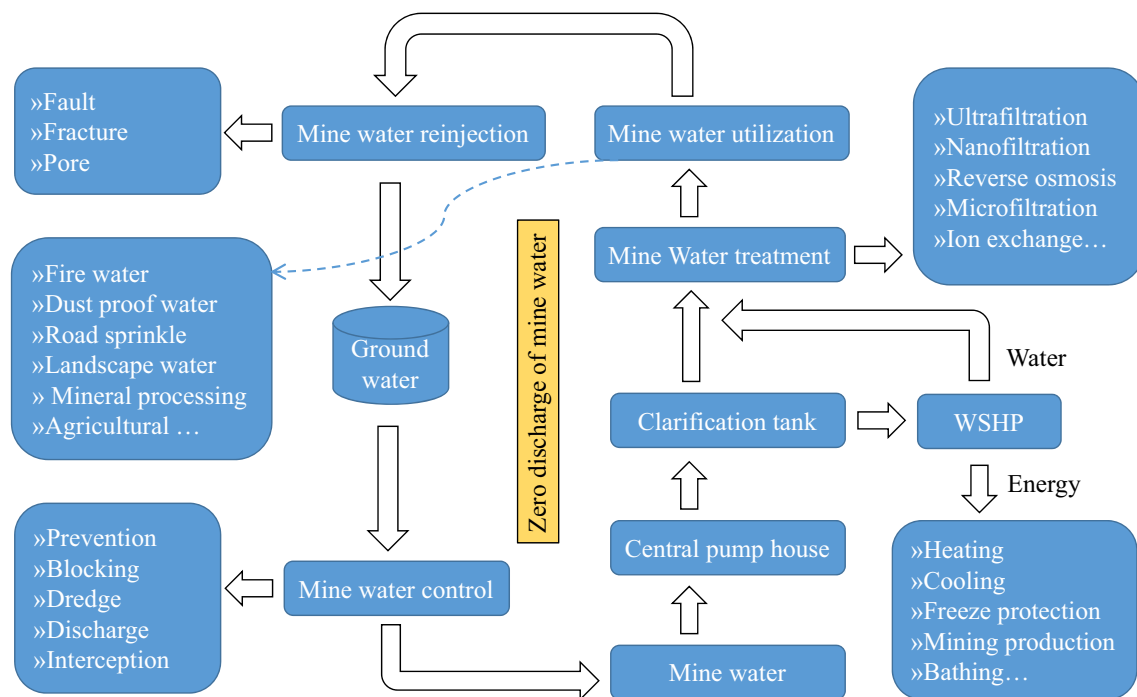 »Fault
»Fracture
»Pore
Mine water reinjection
Mine water utilization
»Ultrafiltration
»Nanofiltration
»Reverse osmosis
»Microfiltration
»Ion exchange…
Mine Water treatment
»Fire water
»Dust proof water
»Road sprinkle
»Landscape water
» Mineral processing
»Agricultural …
Ground
water
Zero discharge of mine water
Water
Clarification tank
WSHP
Energy
»Prevention
»Blocking
»Dredge
»Discharge
»Interception
Mine water control
Central pump house
Mine water
»Heating
»Cooling
»Freeze protection
»Mining production
»Bathing…